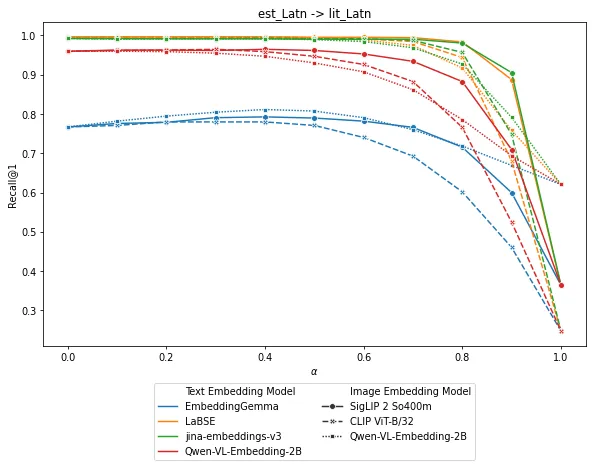 est_Latn -> lit_Latn
Recall@1
1.0
0.9
0.8
0.7
0.6
0.5
0.4
0.3
0.0 0.2 0.4 0.6 0.8 1.0
α
Text Embedding Model
EmbeddingGemma
LaBSE
jina-embeddings-v3
Qwen-VL-Embedding-2B
Image Embedding Model
SigLIP 2 So400m
CLIP ViT-B/32
Qwen-VL-Embedding-2B